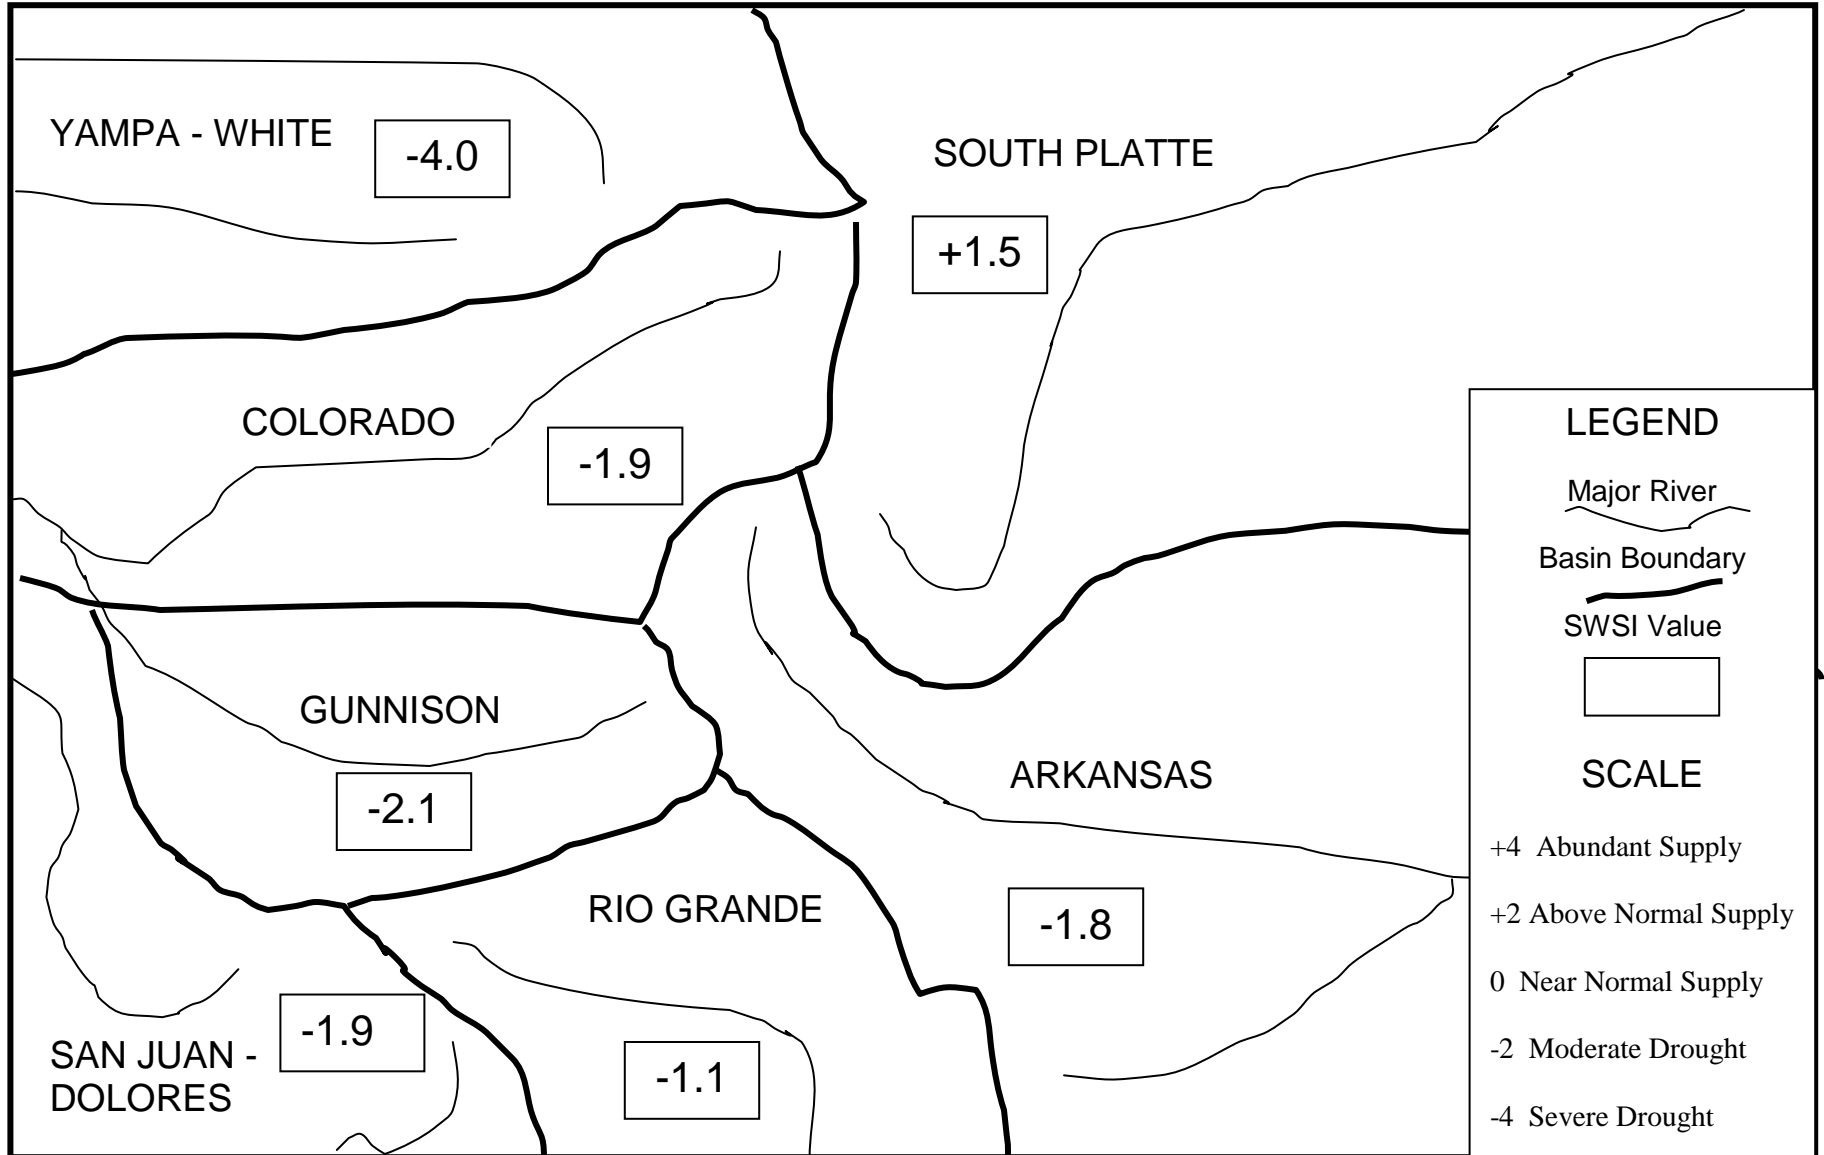 YAMPA - WHITE
-4.0
SOUTH PLATTE
+1.5
COLORADO
-1.9
GUNNISON
-2.1
ARKANSAS
-1.8
RIO GRANDE
-1.1
SAN JUAN -
DOLORES
-1.9
LEGEND
Major River
Basin Boundary
SWSI Value
SCALE
+4 Abundant Supply
+2 Above Normal Supply
0 Near Normal Supply
-2 Moderate Drought
-4 Severe Drought